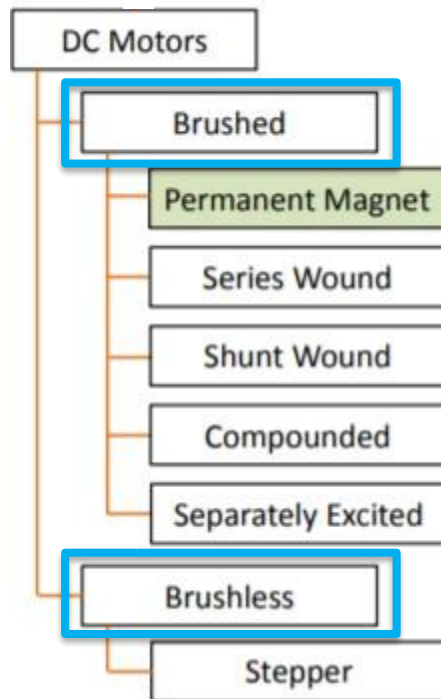 DC Motors
Brushed
Permanent Magnet
Series Wound
Shunt Wound
Compounded
Separately Excited
Brushless
Stepper